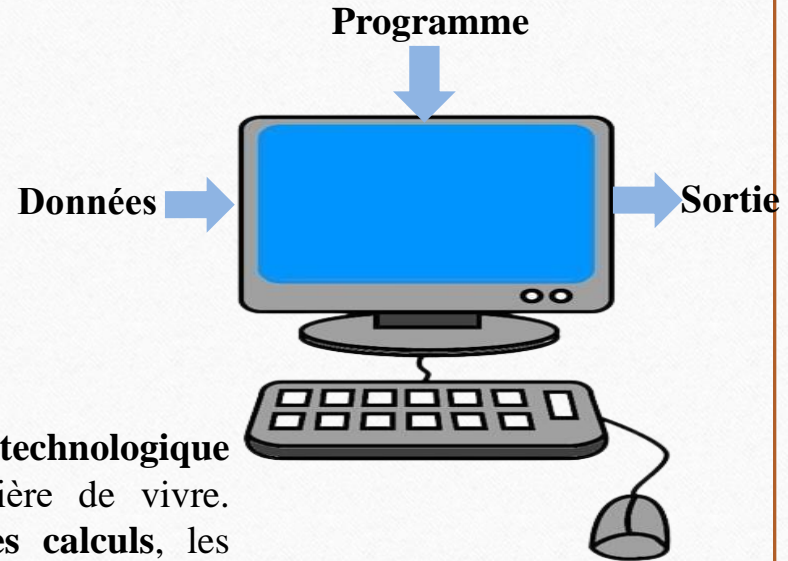 Programme
Données
Sortie
technologique
ière de vivre.
es calculs, les